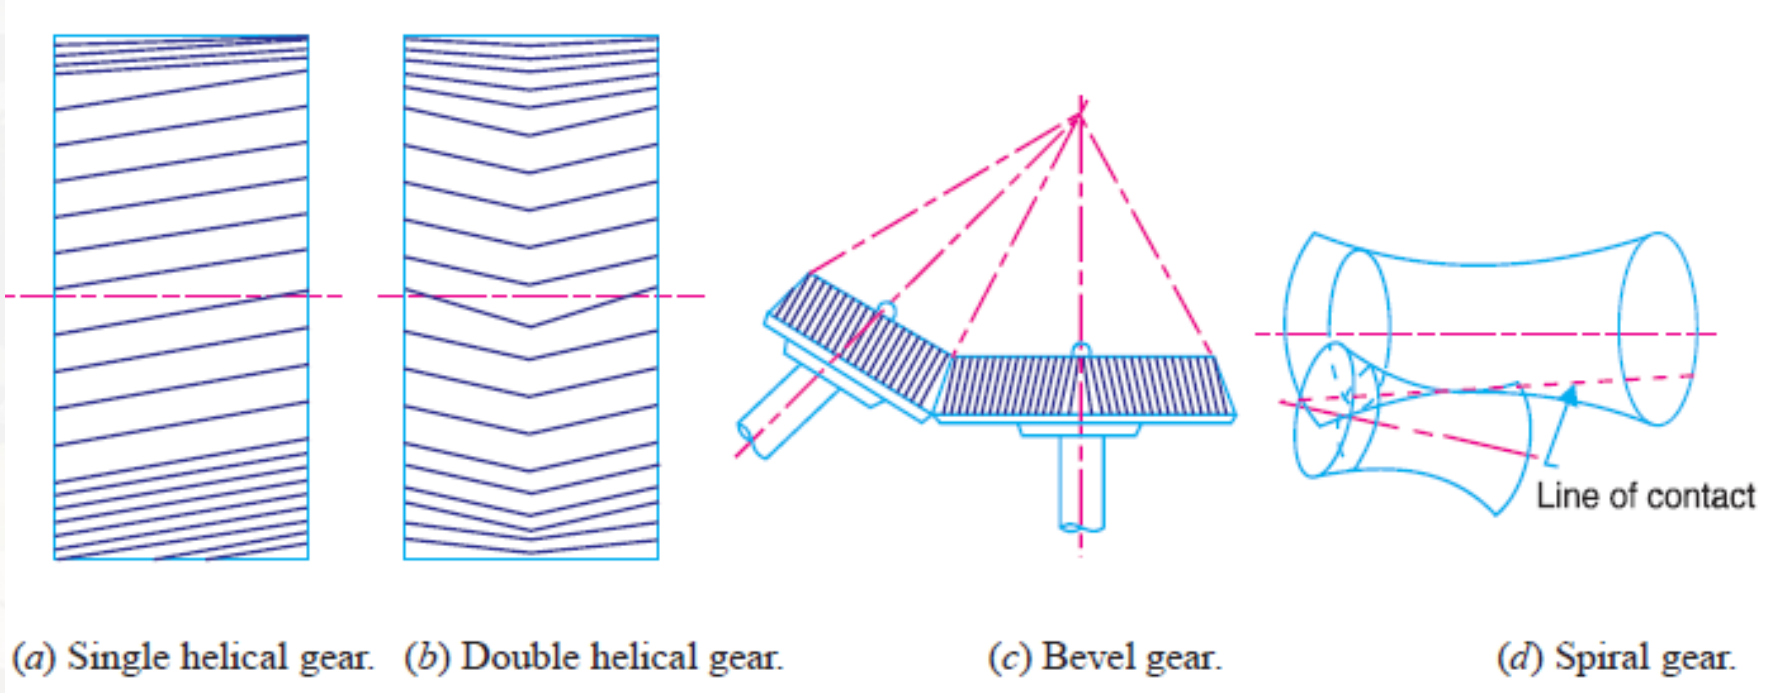 Line of contact
(a) Single helical gear. (b) Double helical gear. (c) Bevel gear. (d) Spiral gear.